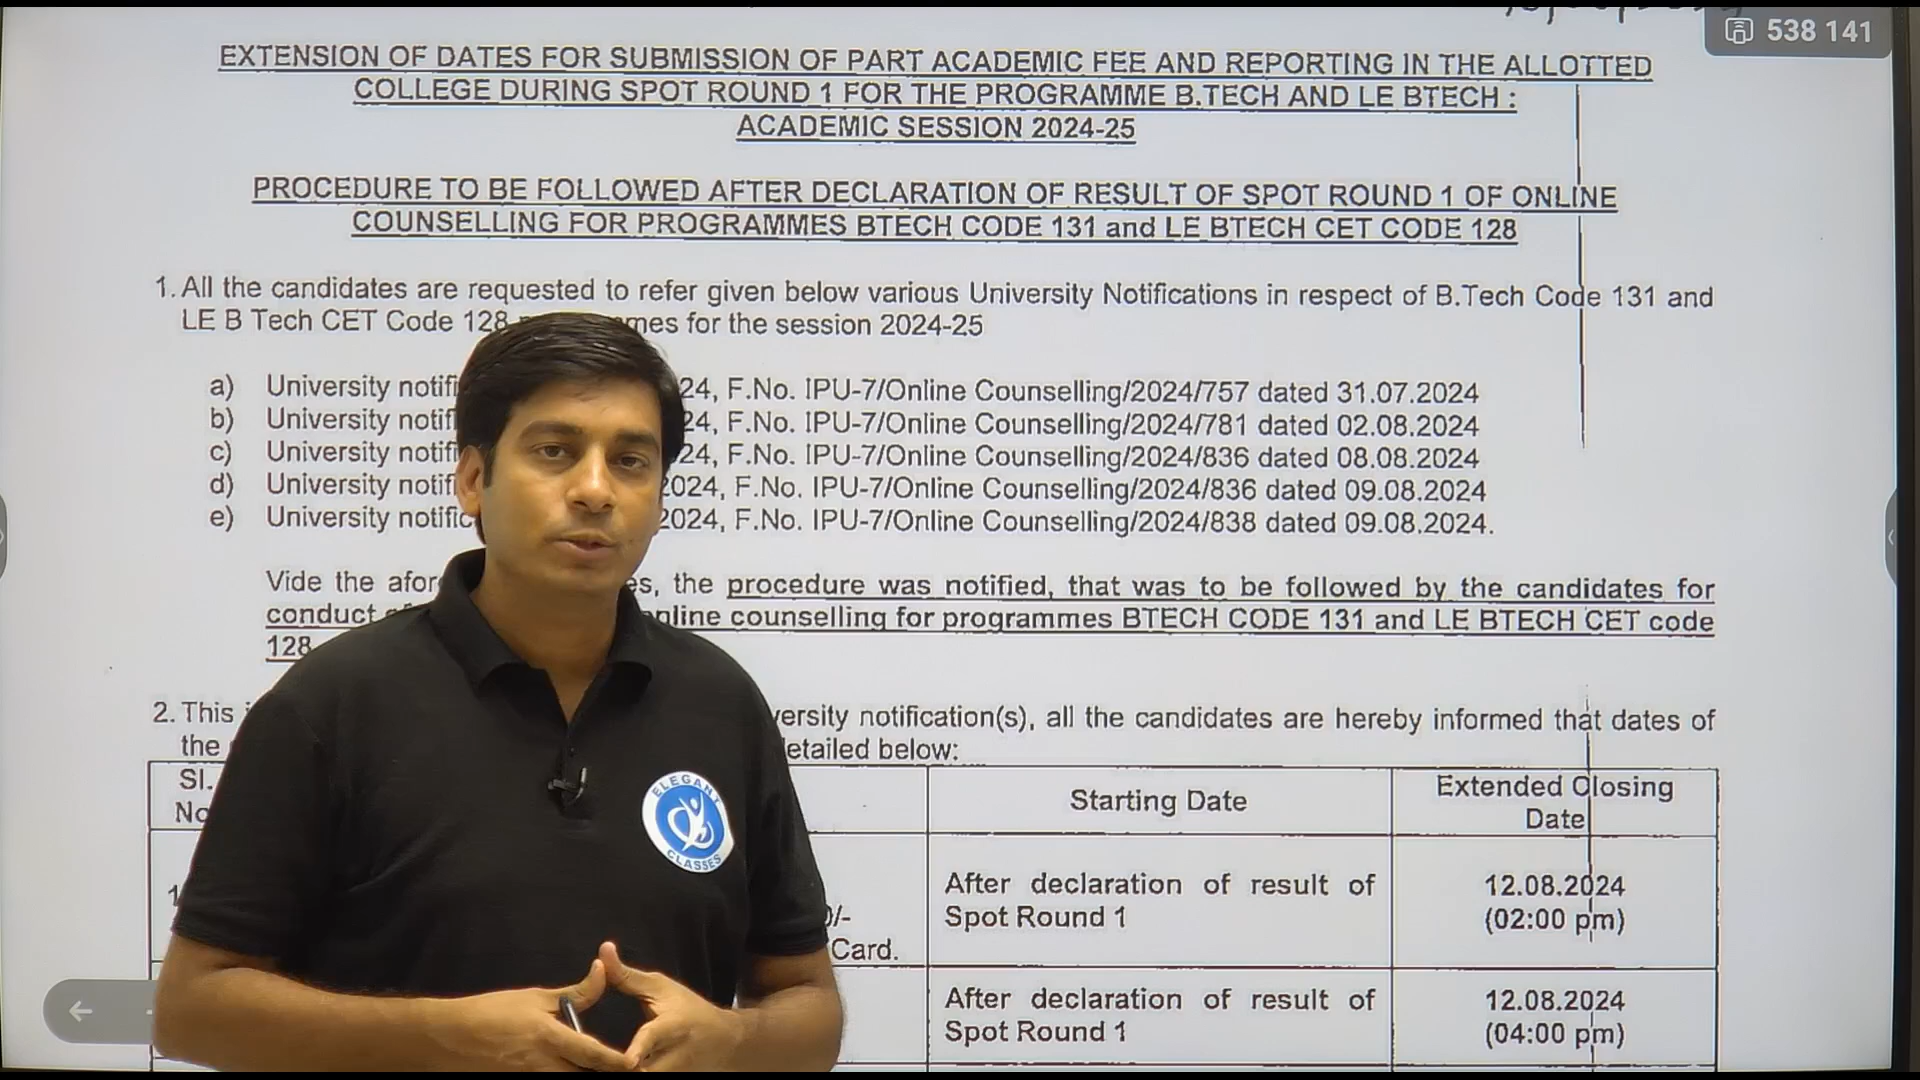 538 141
EXTENSION OF DATES FOR SUBMISSION OF PART ACADEMIC FEE AND REPORTING IN THE ALLOTTED
COLLEGE DURING SPOT ROUND 1 FOR THE PROGRAMME B.TECH AND LE BTECH :
ACADEMIC SESSION 2024-25
PROCEDURE TO BE FOLLOWED AFTER DECLARATION OF RESULT OF SPOT ROUND 1 OF ONLINE
COUNSELLING FOR PROGRAMMES BTECH CODE 131 and LE BTECH CET CODE 128
1. All the candidates are requested to refer given below various University Notifications in respect of B.Tech Code 131 and
LE B Tech CET Code 128 mes for the session 2024-25
a) University notifi 24, F.No. IPU-7/Online Counselling/2024/757 dated 31.07.2024
b) University notif 24, F.No. IPU-7/Online Counselling/2024/781 dated 02.08.2024
c) University notifi 24, F.No. IPU-7/Online Counselling/2024/836 dated 08.08.2024
d) University notifi 2024, F.No. IPU-7/Online Counselling/2024/836 dated 09.08.2024
e) University notific 2024, F.No. IPU-7/Online Counselling/2024/838 dated 09.08.2024.
Vide the afor es, the procedure was notified, that was to be followed by the candidates for
conduct online counselling for programmes BTECH CODE 131 and LE BTECH CET code
128
2. This ersity notification(s), all the candidates are hereby informed that dates of
the etailed below:
Sl. No Starting Date Extended Closing Date
1 After declaration of result of Spot Round 1 12.08.2024 (02:00 pm)
/-
Card.
After declaration of result of Spot Round 1 12.08.2024 (04:00 pm)
ELEGANT
CLASSES